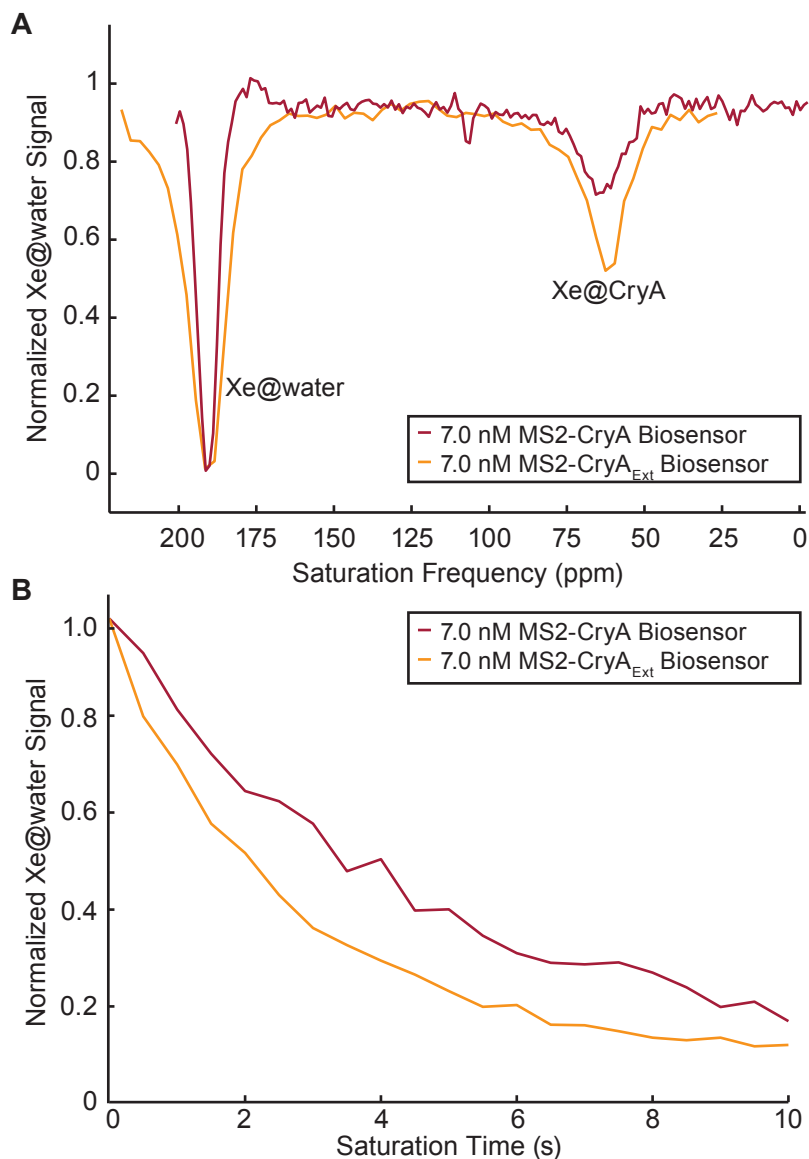 A
Normalized Xe@water Signal
1
0.8
0.6
0.4
0.2
0
Xe@water
Xe@CryA
7.0 nM MS2-CryA Biosensor
7.0 nM MS2-CryA_Ext Biosensor
200 175 150 125 100 75 50 25 0
Saturation Frequency (ppm)
B
Normalized Xe@water Signal
1.0
0.8
0.6
0.4
0.2
0
7.0 nM MS2-CryA Biosensor
7.0 nM MS2-CryA_Ext Biosensor
0 2 4 6 8 10
Saturation Time (s)